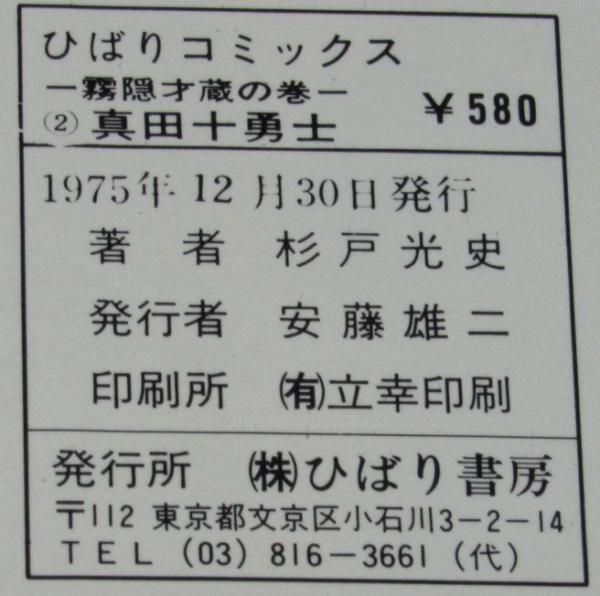 ひばりコミックス
―霧隠才蔵の巻―
② 真田十勇士 ¥580
1975年 12月30日発行
著者 杉戸光史
発行者 安藤雄二
印刷所 ㈲立幸印刷
発行所 ㈱ひばり書房
〒112 東京都文京区小石川3-2-14
TEL (03) 816-3661 (代)